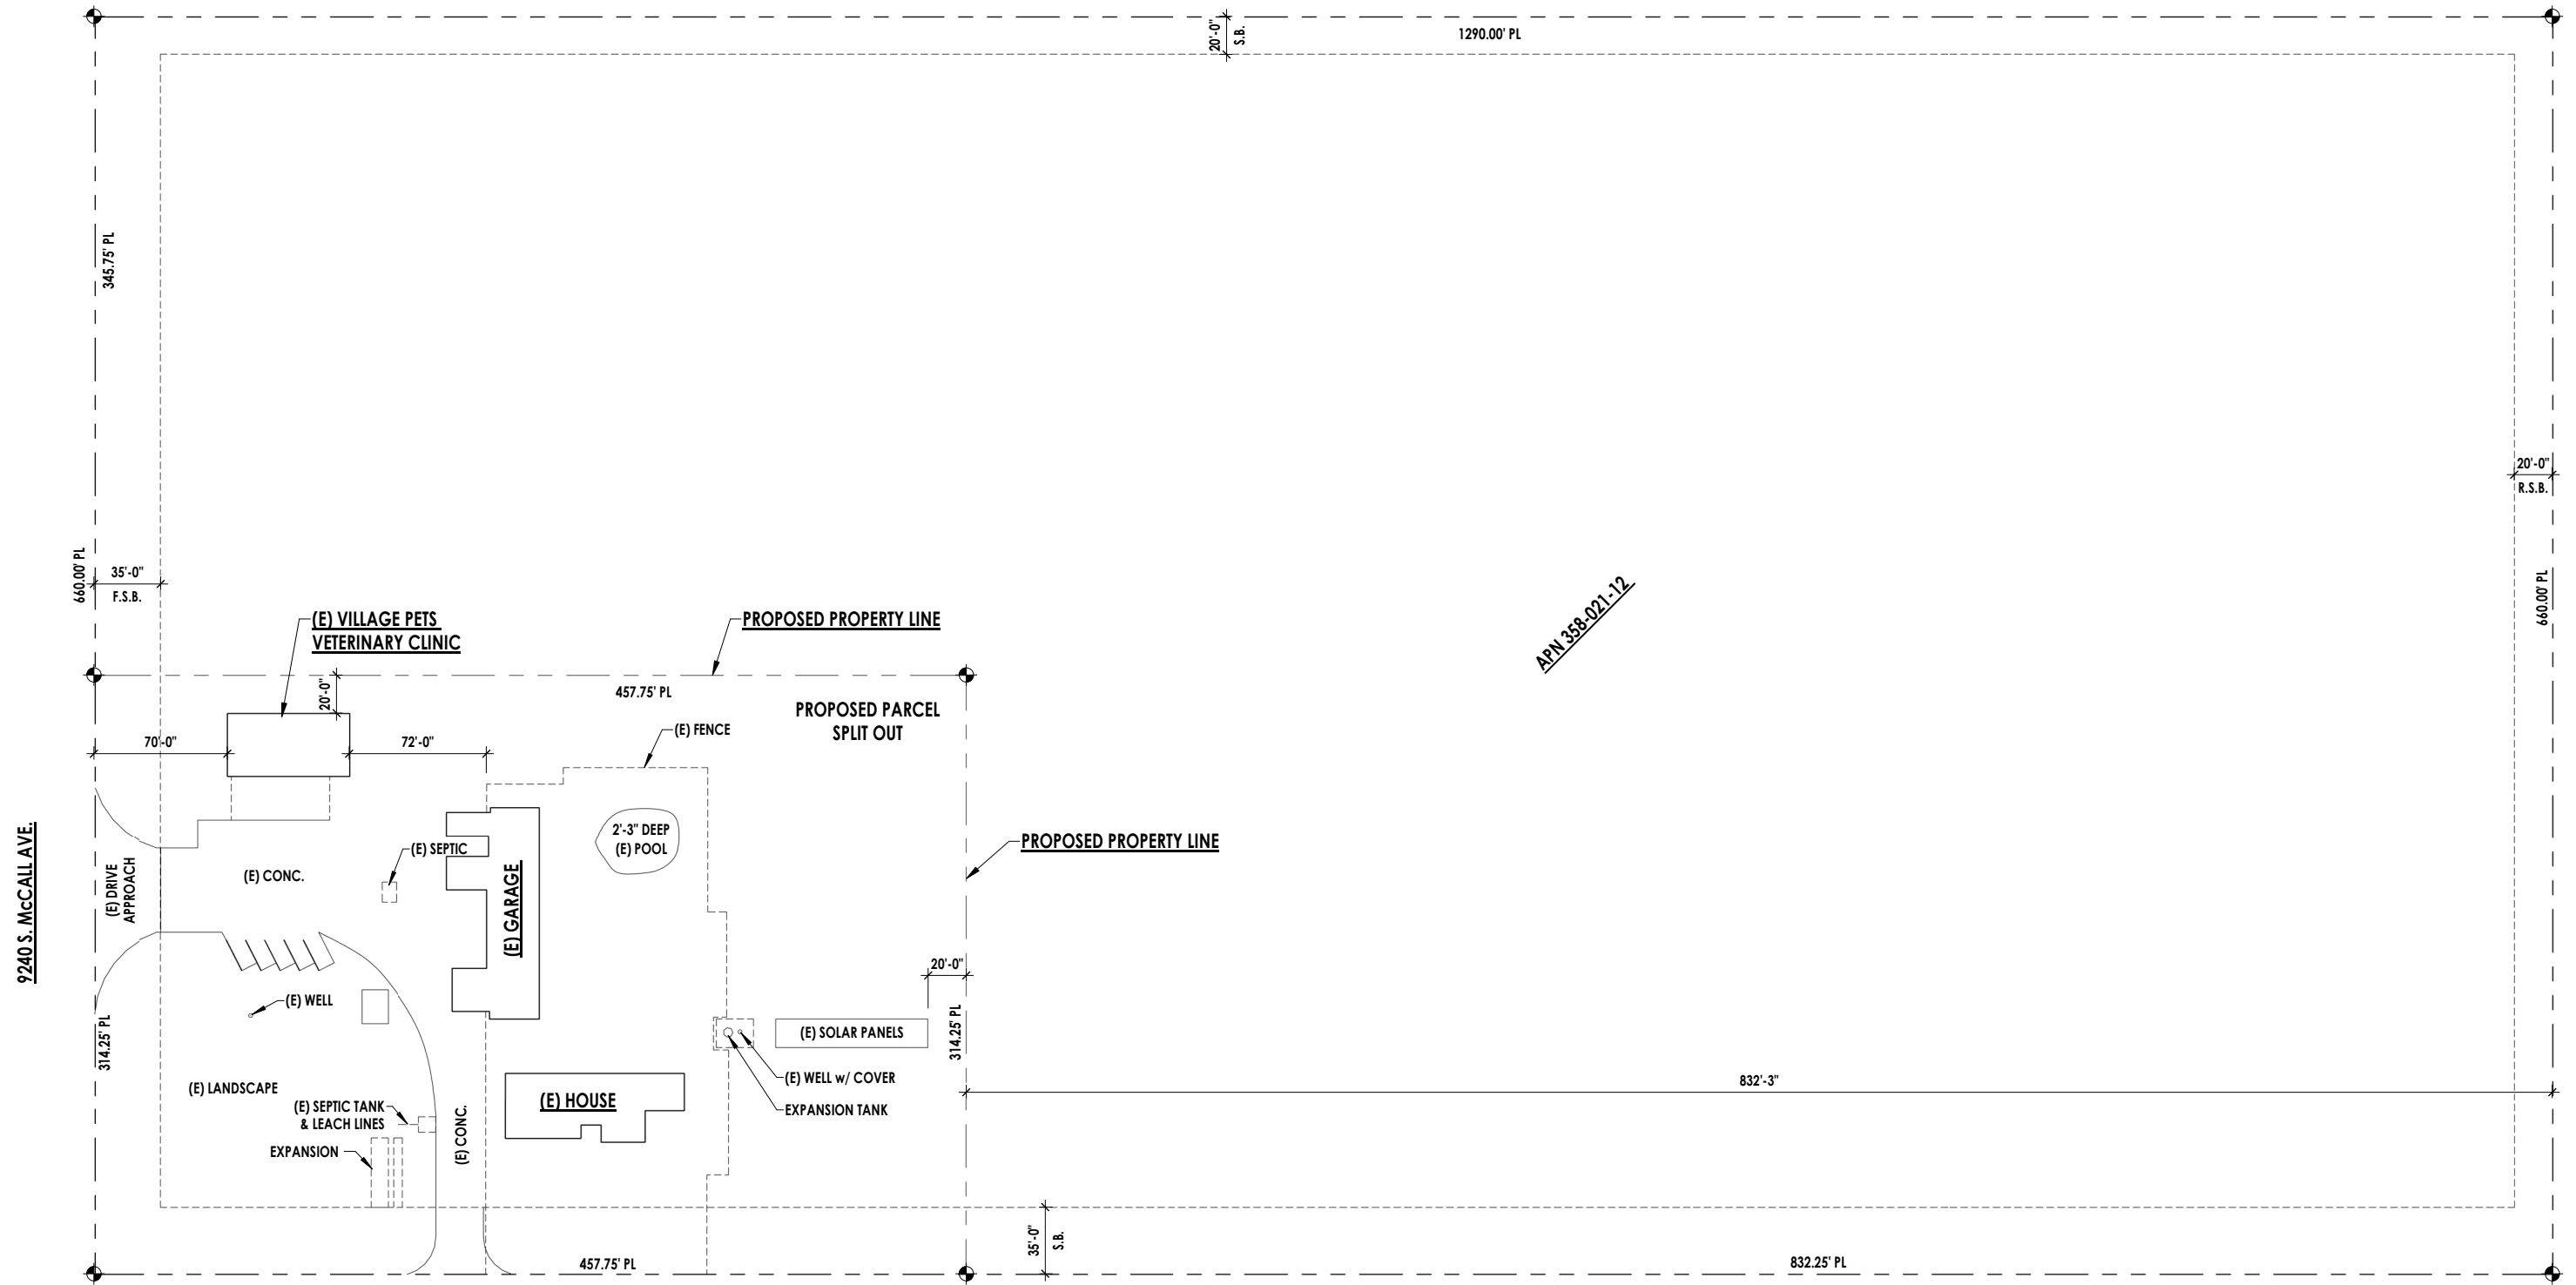 20'-0"
S.B.
1290.00' PL
345.75' PL
20'-0"
R.S.B.
660.00' PL
35'-0"
F.S.B.
660.00' PL
APN 358-021-12
(E) VILLAGE PETS
VETERINARY CLINIC
PROPOSED PROPERTY LINE
20'-0"
457.75' PL
PROPOSED PARCEL
SPLIT OUT
(E) FENCE
70'-0"
72'-0"
2'-3" DEEP
(E) POOL
PROPOSED PROPERTY LINE
(E) SEPTIC
9240 S. McCALL AVE.
(E) DRIVE
APPROACH
(E) CONC.
(E) GARAGE
20'-0"
(E) WELL
314.25' PL
(E) SOLAR PANELS
314.25' PL
(E) WELL w/ COVER
832'-3"
(E) LANDSCAPE
(E) HOUSE
EXPANSION TANK
(E) SEPTIC TANK
& LEACH LINES
(E) CONC.
EXPANSION
35'-0"
S.B.
457.75' PL
832.25' PL